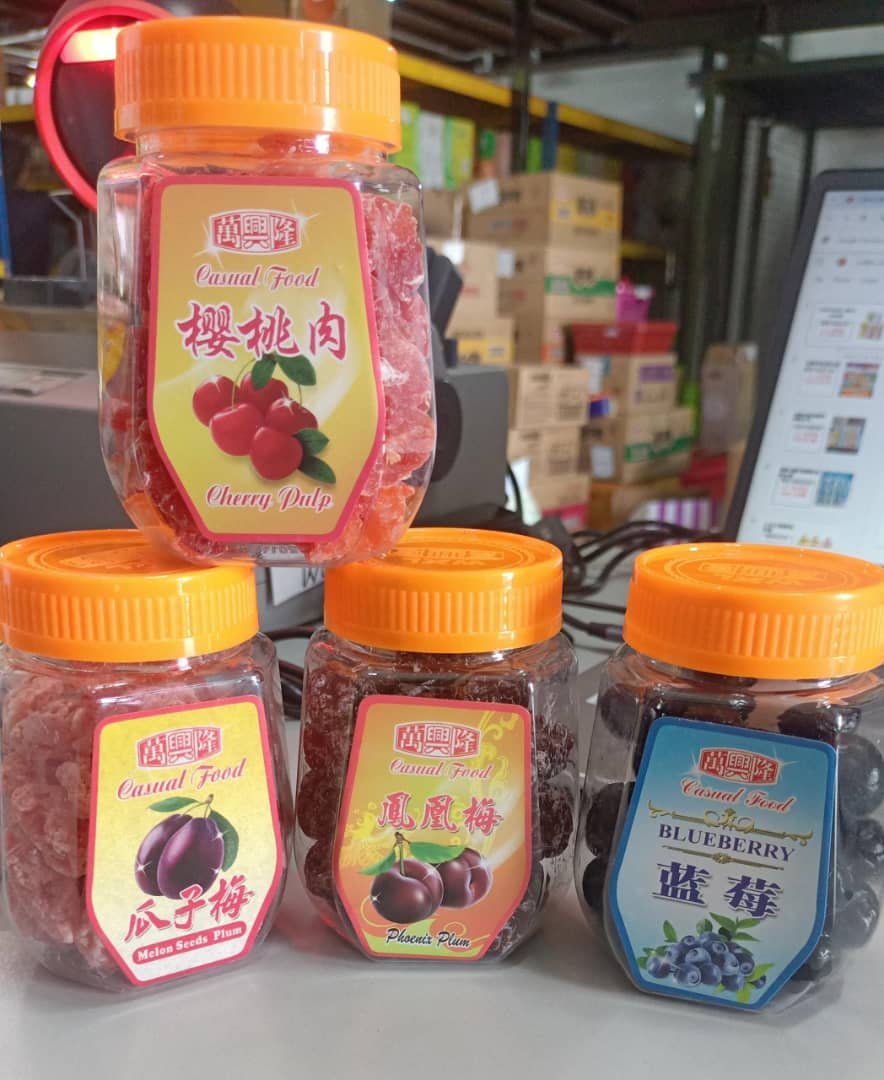 萬興隆
Casual Food
櫻桃肉
Cherry Pulp
萬興隆
Casual Food
瓜子梅
Melon Seeds Plum
萬興隆
Casual Food
鳳凰梅
Phoenix Plum
萬興隆
Casual Food
BLUEBERRY
蓝莓